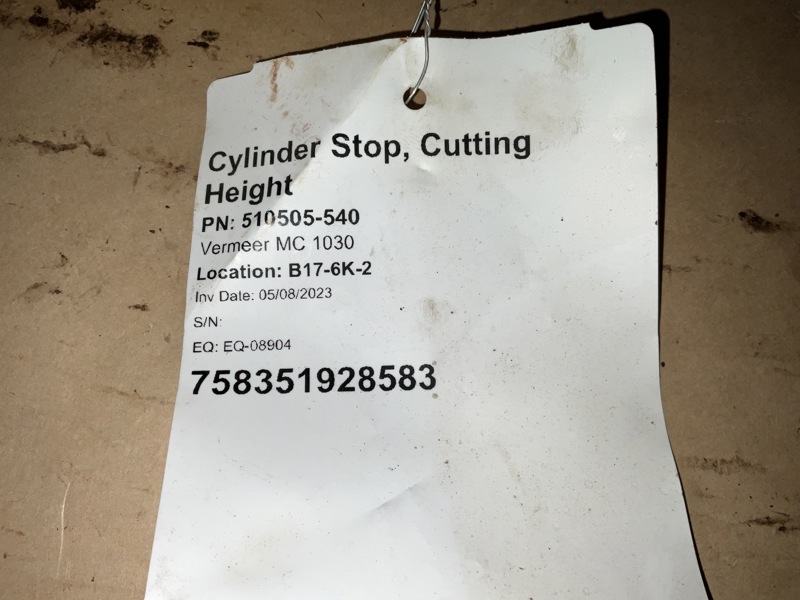 Cylinder Stop, Cutting
Height
PN: 510505-540
Vermeer MC 1030
Location: B17-6K-2
Inv Date: 05/08/2023
S/N:
EQ: EQ-08904
758351928583